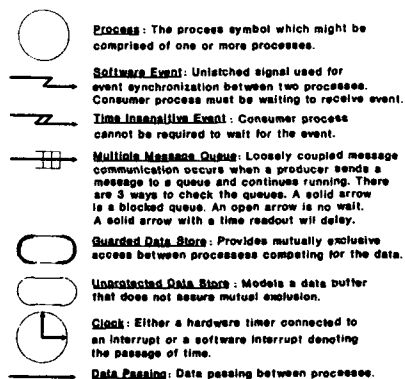 Process: The process symbol which might be
comprised of one or more processes.
Software Event: Unlatched signal used for
event synchronization between two processes.
Consumer process must be waiting to receive event.
Time Insensitive Event: Consumer process
cannot be required to wait for the event.
Multiple Message Queue: Loosely coupled message
communication occurs when a producer sends a
message to a queue and continues running. There
are 3 ways to check the queues. A solid arrow
is a blocked queue. An open arrow is no wait.
A solid arrow with a time readout wil delay.
Guarded Data Store: Provides mutually exclusive
access between processess competing for the data.
Unprotected Data Store: Models a data buffer
that does not assure mutual exclusion.
Clock: Either a hardware timer connected to
an interrupt or a software interrupt denoting
the passage of time.
Data Passing: Data passing between processes.